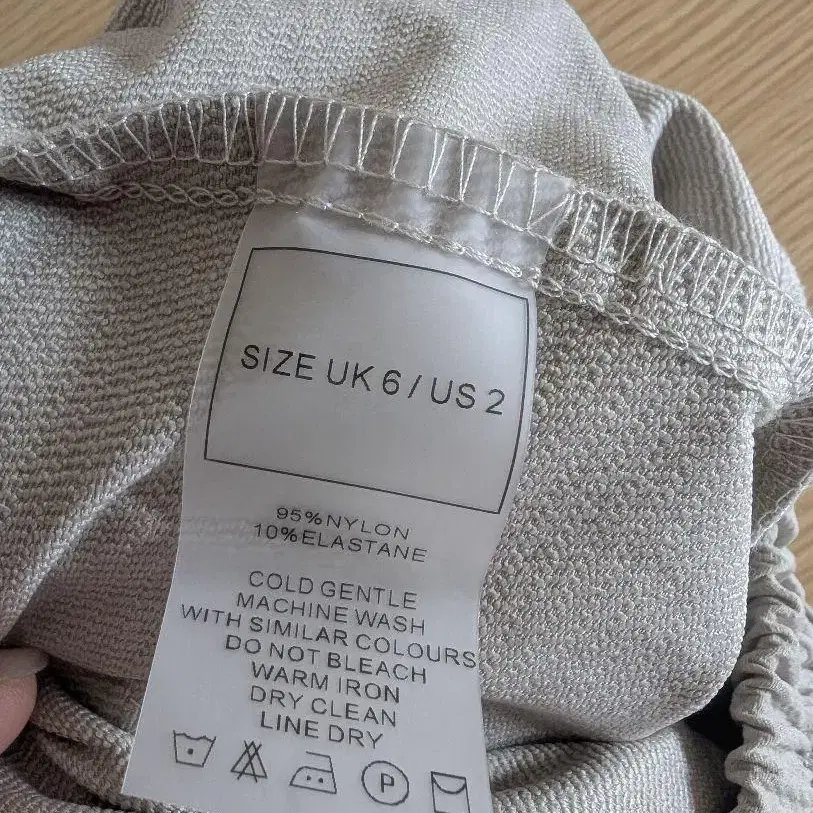 SIZE UK 6 / US 2
95%NYLON
10%ELASTANE
COLD GENTLE
MACHINE WASH
WITH SIMILAR COLOURS
DO NOT BLEACH
WARM IRON
DRY CLEAN
LINE DRY
P